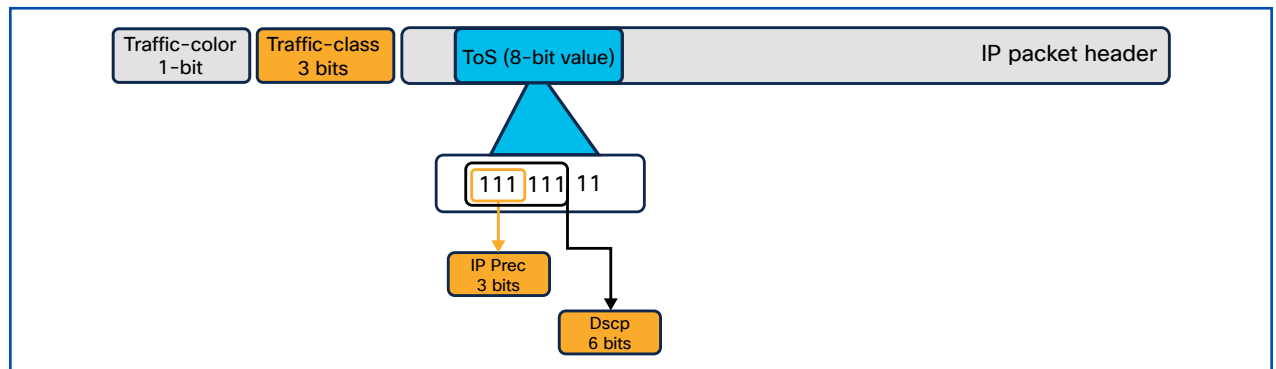 Traffic-color
1-bit
Traffic-class
3 bits
ToS (8-bit value)
IP packet header
111 111 11
IP Prec
3 bits
Dscp
6 bits